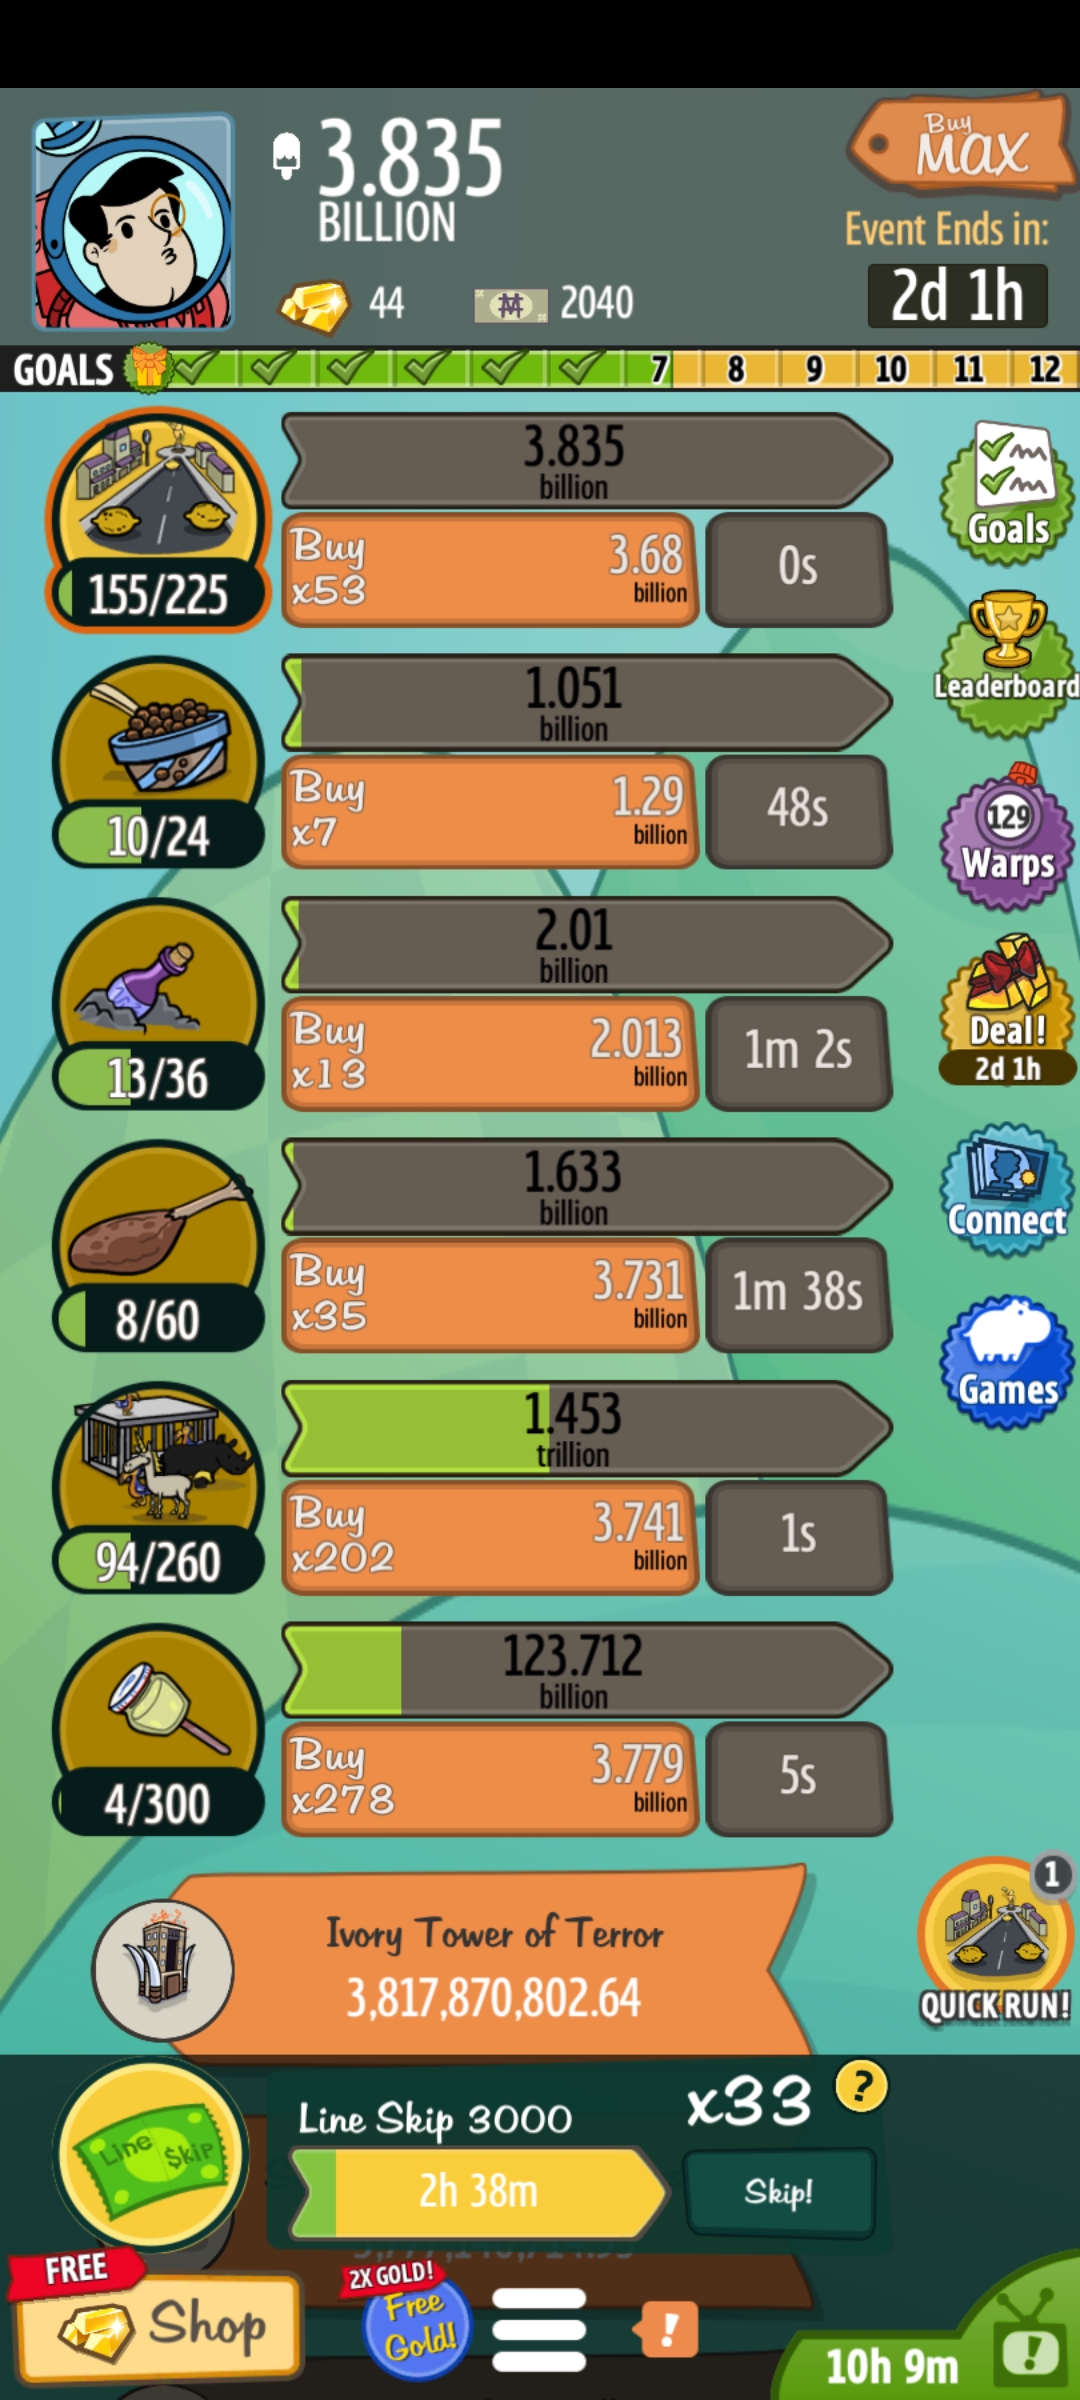 3.835
BILLION
Buy
MAX
Event Ends in:
2d 1h
44
2040
GOALS
7
8
9
10
11
12
3.835
billion
Buy
x53
3.68
billion
0s
155/225
Goals
Leaderboard
1.051
billion
Buy
x7
1.29
billion
48s
10/24
129
Warps
2.01
billion
Buy
x13
2.013
billion
1m 2s
13/36
Deal!
2d 1h
1.633
billion
Buy
x35
3.731
billion
1m 38s
8/60
Connect
Games
1.453
trillion
Buy
x202
3.741
billion
1s
94/260
123.712
billion
Buy
x278
3.779
billion
5s
4/300
Ivory Tower of Terror
3,817,870,802.64
1
QUICK RUN!
Line $kip
Line Skip 3000
x33
?
2h 38m
Skip!
FREE
Shop
2X GOLD!
Free
Gold!
!
10h 9m
!